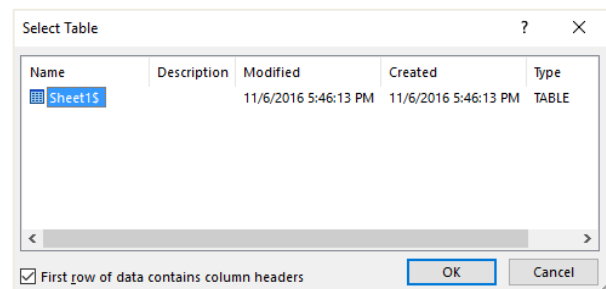 Select Table ? ×
Name Description Modified Created Type
Sheet1$ 11/6/2016 5:46:13 PM 11/6/2016 5:46:13 PM TABLE
First row of data contains column headers OK Cancel